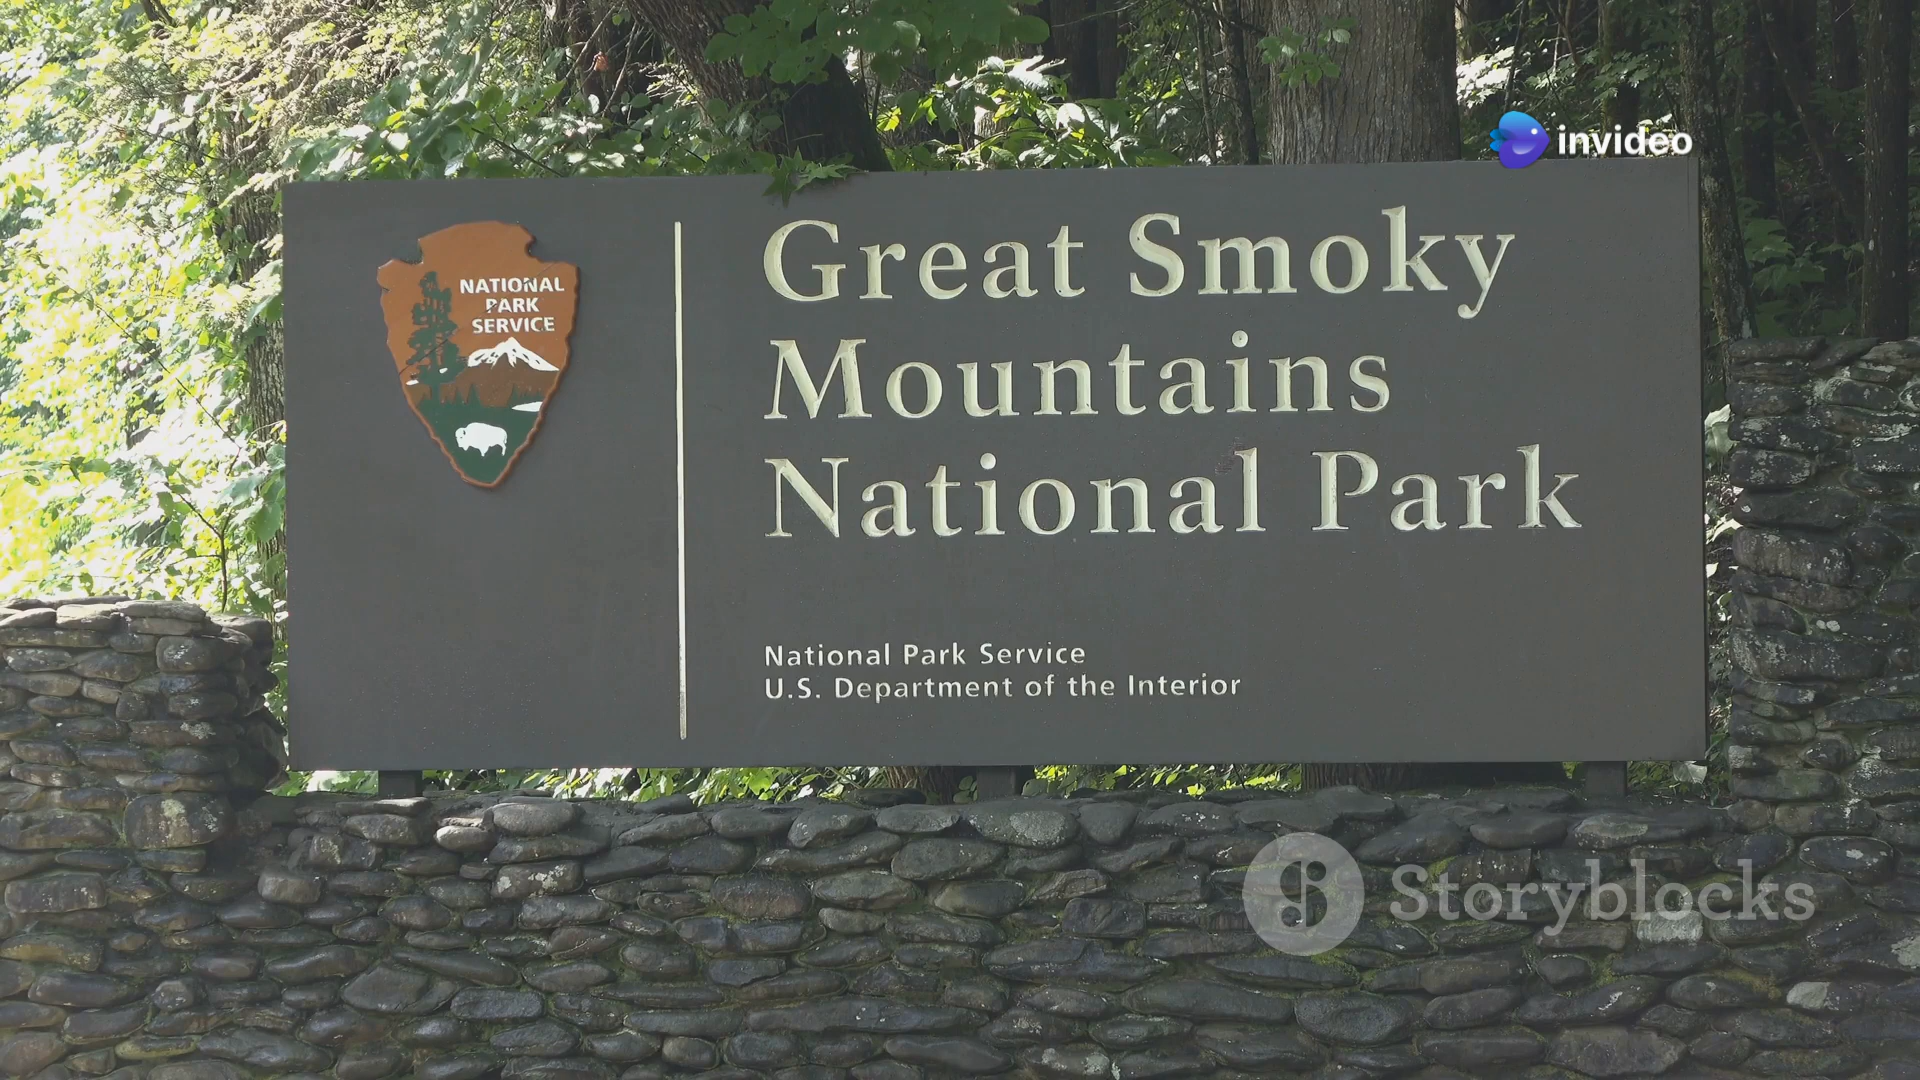 invideo
NATIONAL
PARK
SERVICE
Great Smoky
Mountains
National Park
National Park Service
U.S. Department of the Interior
Storyblocks